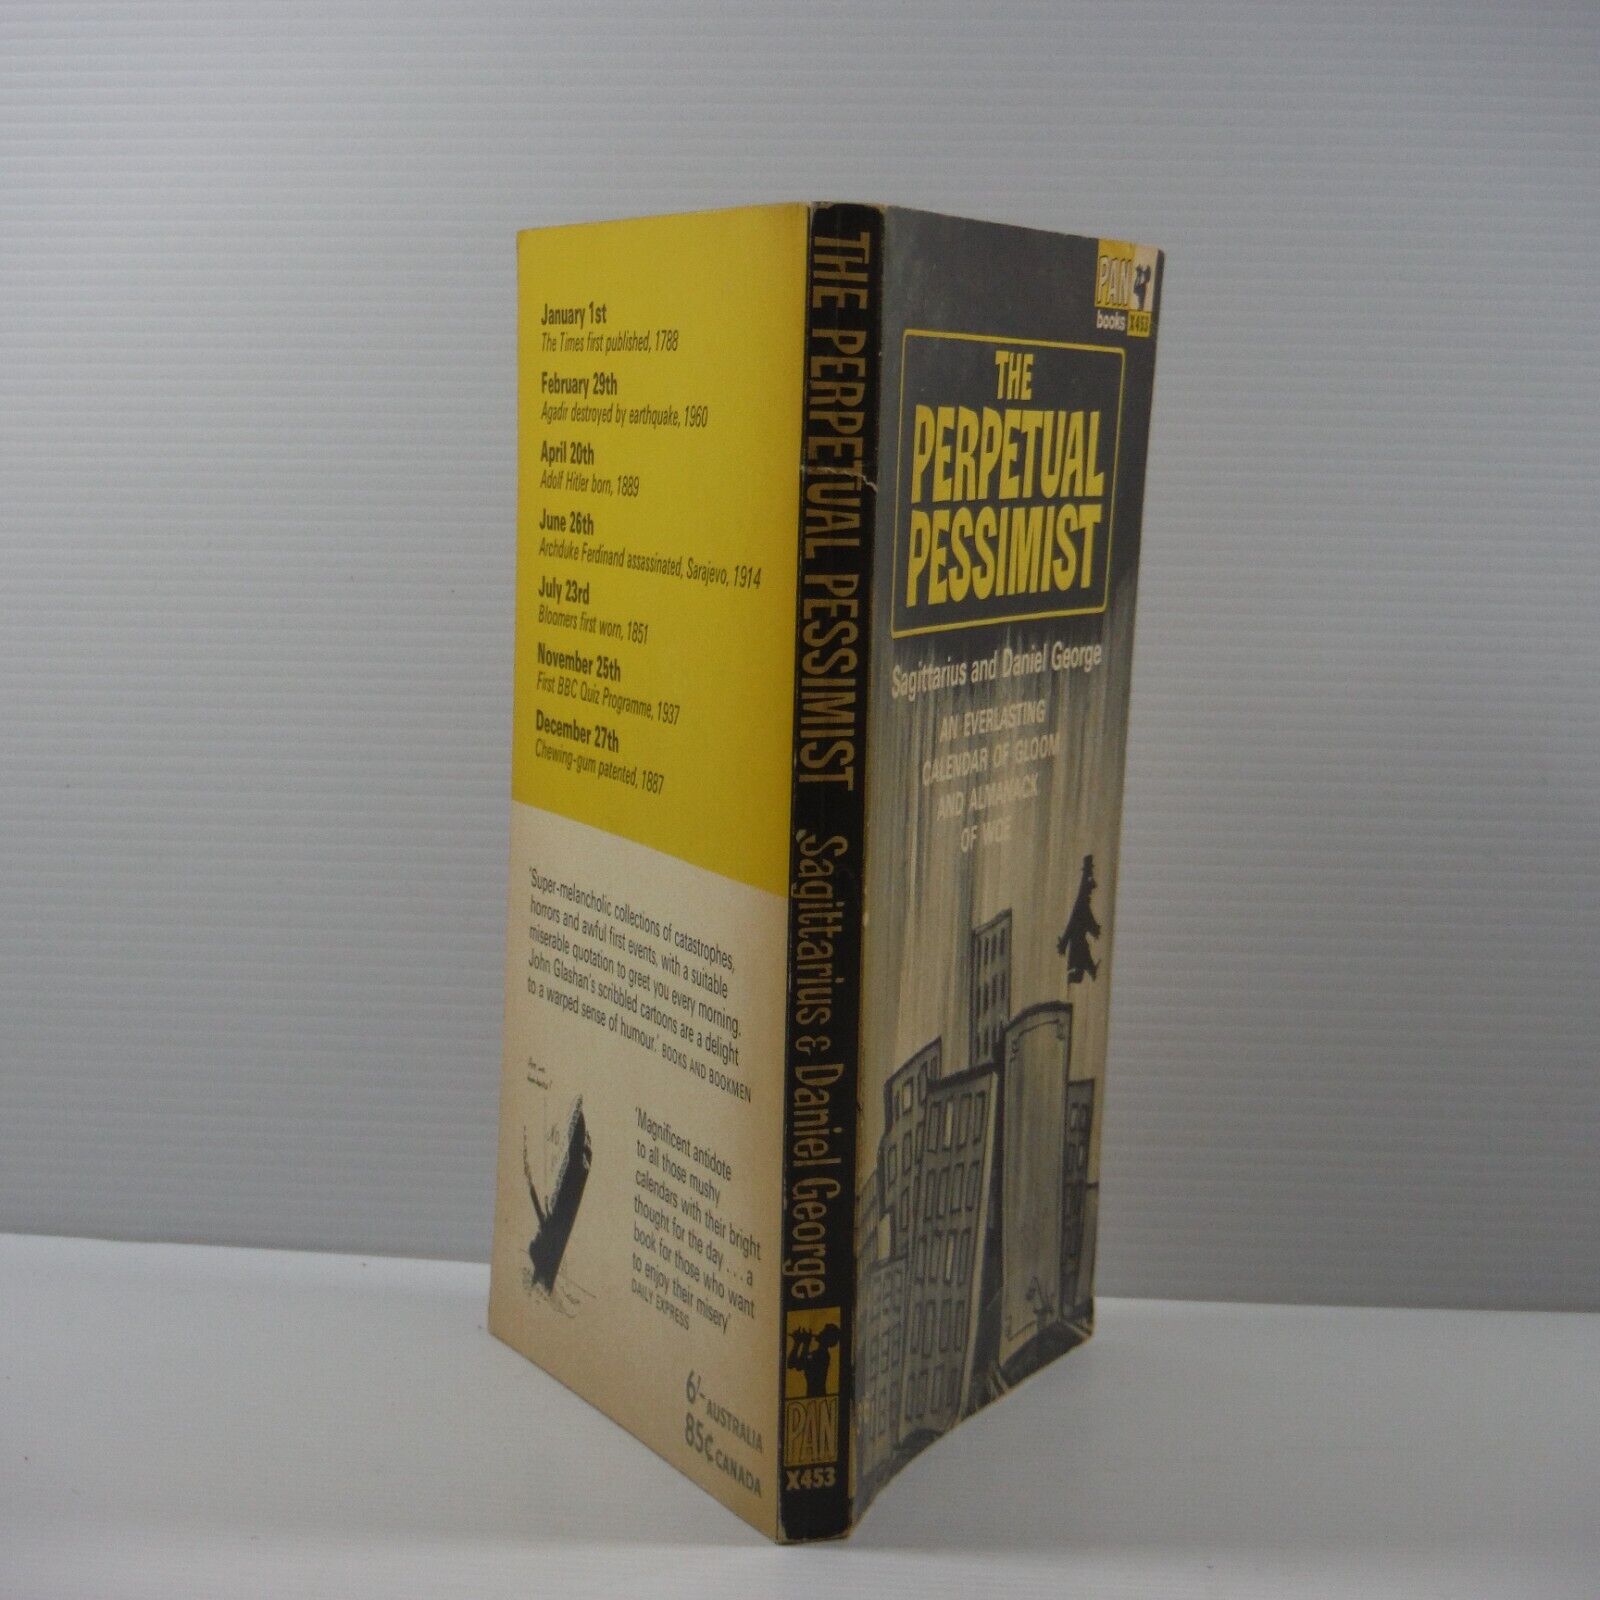 January 1st
The Times first published, 1788
February 29th
Agadir destroyed by earthquake, 1960
April 20th
Adolf Hitler born, 1889
June 26th
Archduke Ferdinand assassinated, Sarajevo, 1914
July 23rd
Bloomers first worn, 1851
November 25th
First BBC Quiz Programme, 1937
December 27th
Chewing-gum patented, 1887
'Super-melancholic collections of catastrophes,
horrors and awful first events, with a suitable
miserable quotation to greet you every morning.
John Glashan's scribbled cartoons are a delight
to a warped sense of humour.' BOOKS AND BOOKMEN
'Magnificent antidote
to all those mushy
calendars with their bright
thought for the day . . . a
book for those who want
to enjoy their misery'
DAILY EXPRESS
6/- AUSTRALIA
85¢ CANADA
THE PERPETUAL PESSIMIST Sagittarius & Daniel George
PAN
X453
PAN
books X453
THE
PERPETUAL
PESSIMIST
Sagittarius and Daniel George
AN EVERLASTING
CALENDAR OF GLOOM
AND ALMANACK
OF WOE